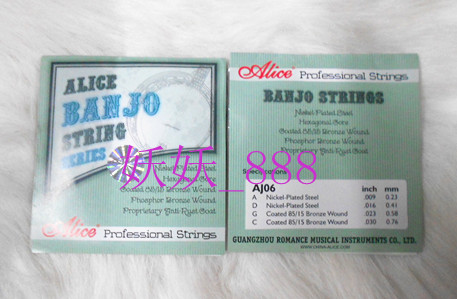 ALICE
BANJO
STRING
SERIES
Nickel-Plated Steel
Hexagonal Core
Coated 85/15 Bronze Wound
Phosphor Bronze Wound
Proprietary Anti-Rust Coat
Alice Professional Strings
妖妖_888
Alice Professional Strings
BANJO STRINGS
Nickel-Plated Steel
Hexagonal Core
Coated 85/15 Bronze Wound
Phosphor Bronze Wound
Proprietary Anti-Rust Coat
Specifications
AJ06 inch mm
A Nickel-Plated Steel .009 0.23
D Nickel-Plated Steel .016 0.41
G Coated 85/15 Bronze Wound .023 0.58
C Coated 85/15 Bronze Wound .030 0.76
GUANGZHOU ROMANCE MUSICAL INSTRUMENTS CO., LTD.
WWW.CHINA-ALICE.COM